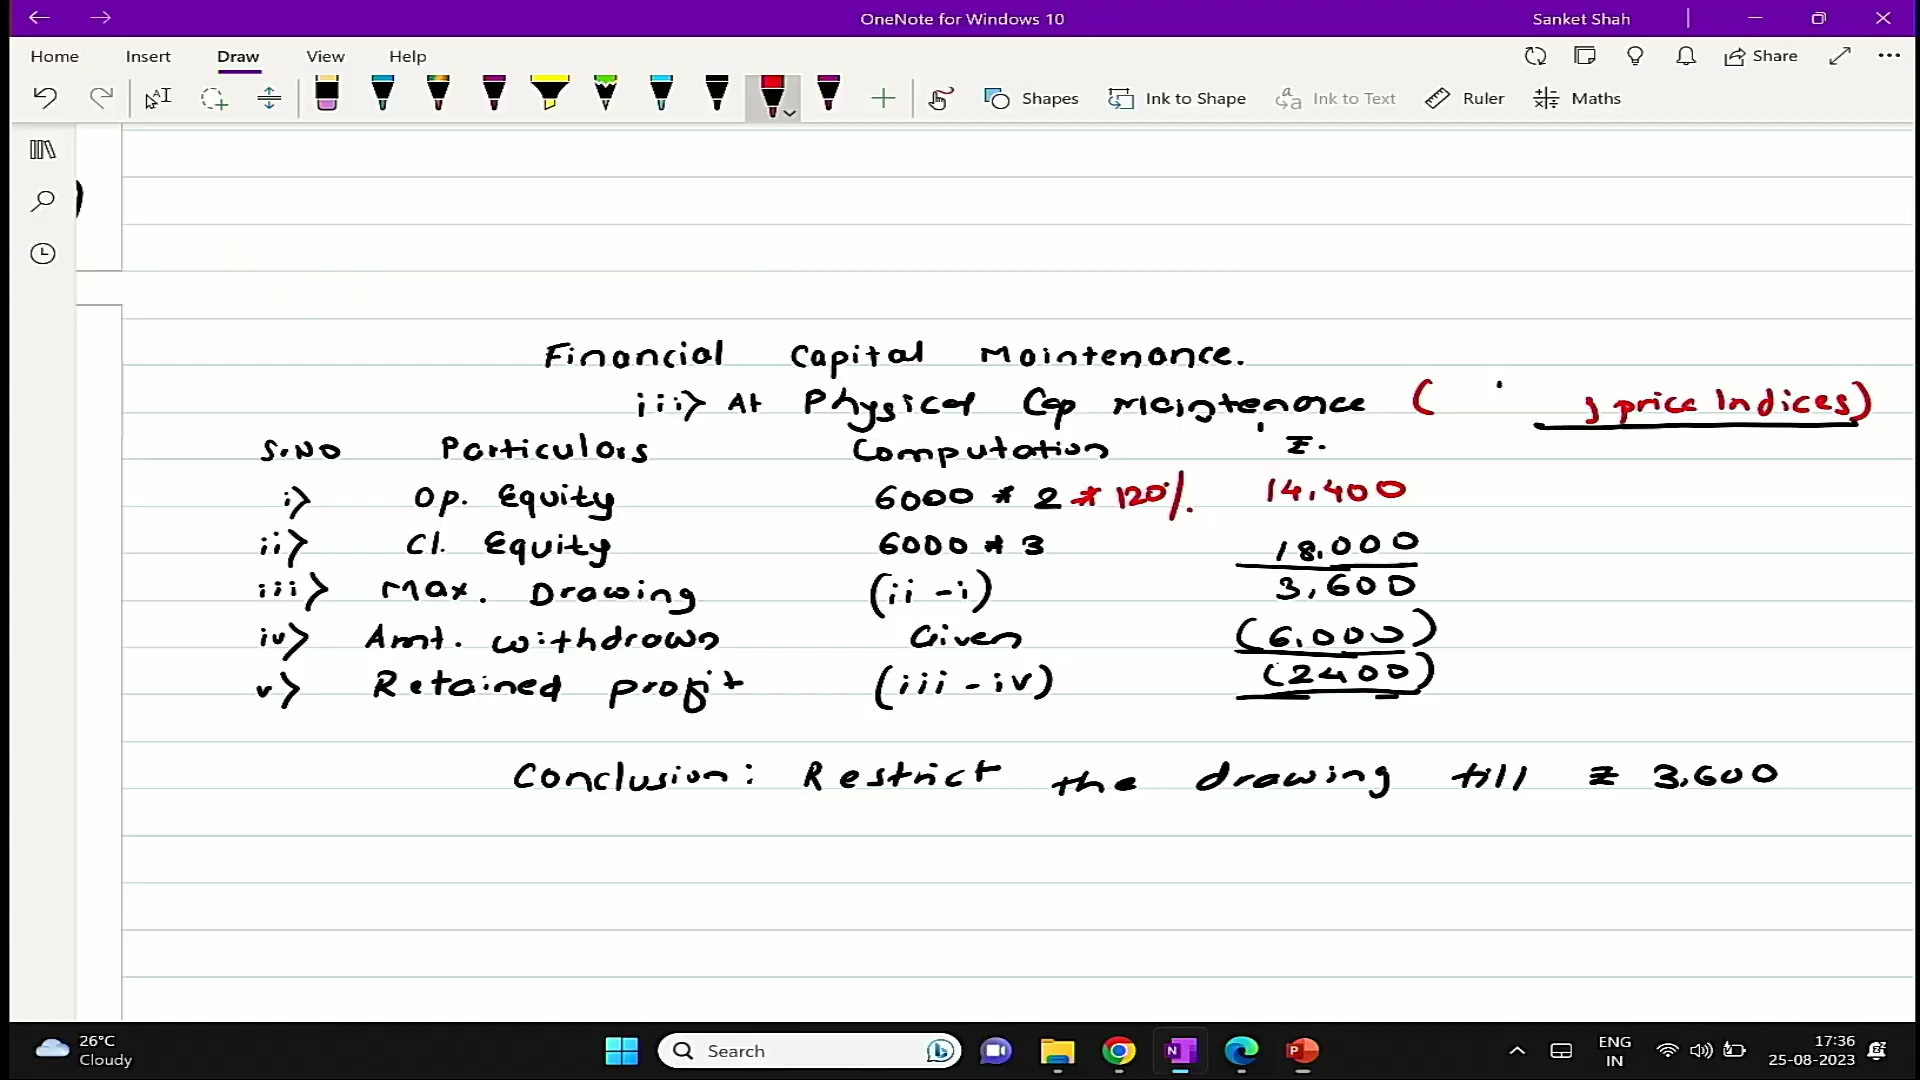 OneNote for Windows 10
Sanket Shah
Home Insert Draw View Help
Share
Shapes Ink to Shape Ink to Text Ruler Maths
Financial Capital Maintenance.
iii> At Physical Cap Maintenance ( price Indices)
S.NO Particulars Computation ₹.
i> Op. Equity 6000 * 2 * 120%. 14,400
ii> Cl. Equity 6000 * 3 18,000
iii> Max. Drawing (ii - i) 3,600
iv> Amt. withdrawn Given (6,000)
v> Retained profit (iii - iv) (2400)
Conclusion: Restrict the drawing till ₹ 3,600
26°C
Cloudy
Search
ENG
IN
17:36
25-08-2023